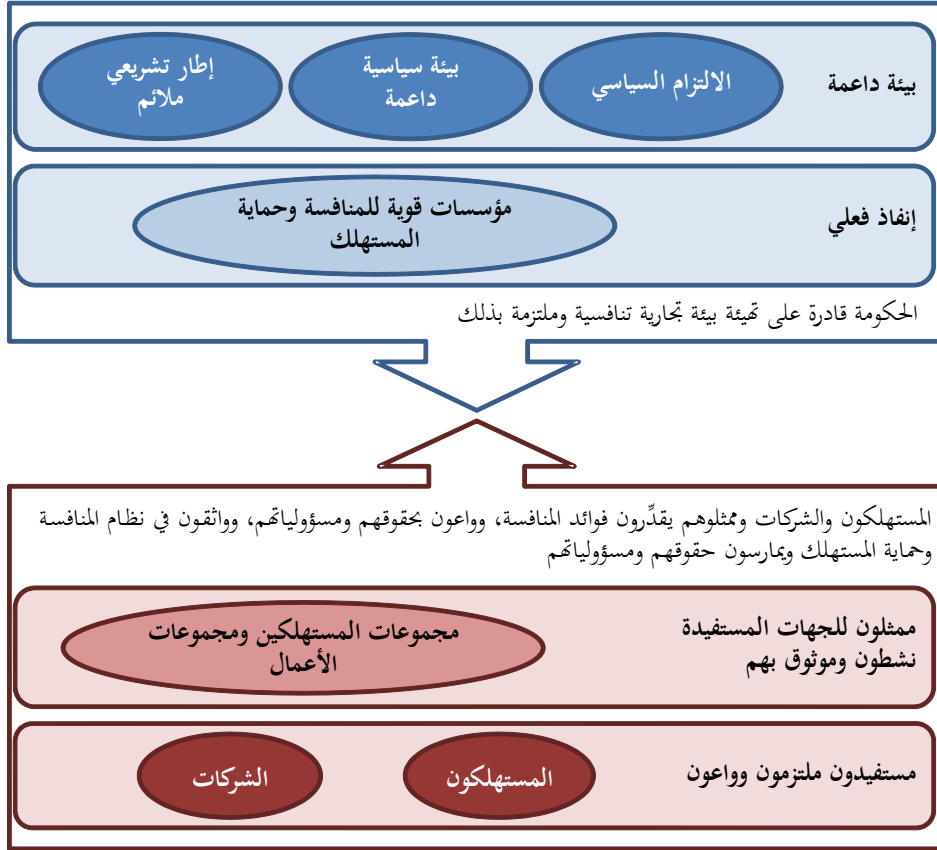 بيئة داعمة
الالتزام السياسي
بيئة سياسية
داعمة
إطار تشريعي
ملائم
إنفاذ فعلي
مؤسسات قوية للمنافسة وحماية
المستهلك
الحكومة قادرة على تهيئة بيئة تجارية تنافسية وملتزمة بذلك
المستهلكون والشركات وممثلوهم يقدِّرون فوائد المنافسة، وواعون بحقوقهم ومسؤولياتهم، وواثقون في نظام المنافسة
وحماية المستهلك ويمارسون حقوقهم ومسؤولياتهم
ممثلون للجهات المستفيدة
نشطون وموثوق بهم
مجموعات المستهلكين ومجموعات
الأعمال
مستفيدون ملتزمون وواعون
المستهلكون
الشركات